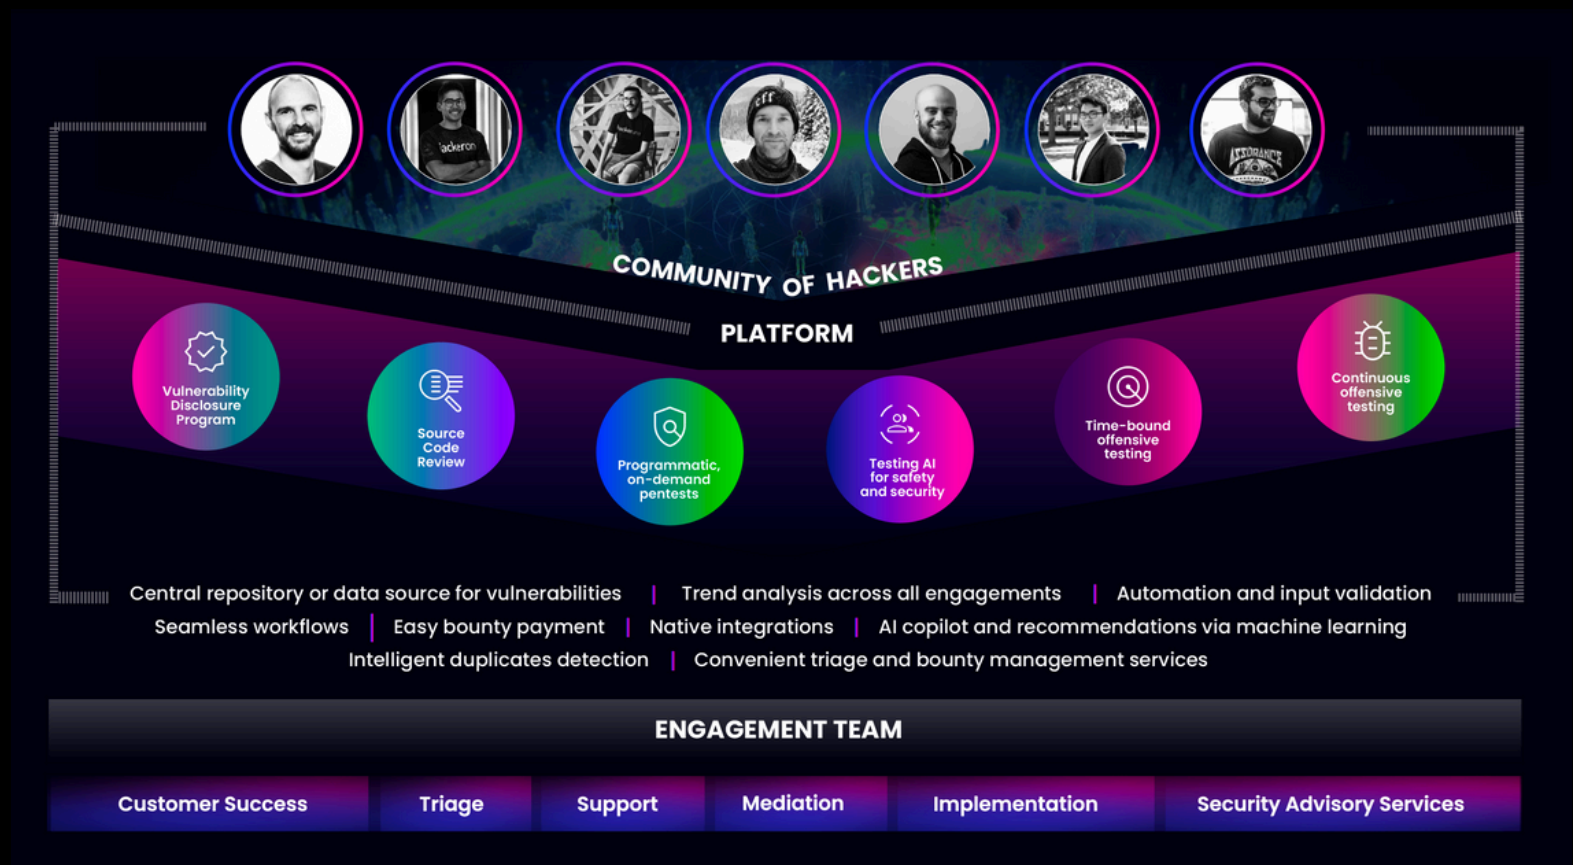 eff
hackeron
ASSURANCE
COMMUNITY OF HACKERS
PLATFORM
Vulnerability
Disclosure
Program
Source
Code
Review
Programmatic,
on-demand
pentests
Testing AI
for safety
and security
Time-bound
offensive
testing
Continuous
offensive
testing
Central repository or data source for vulnerabilities | Trend analysis across all engagements | Automation and input validation
Seamless workflows | Easy bounty payment | Native integrations | AI copilot and recommendations via machine learning
Intelligent duplicates detection | Convenient triage and bounty management services
ENGAGEMENT TEAM
Customer Success Triage Support Mediation Implementation Security Advisory Services